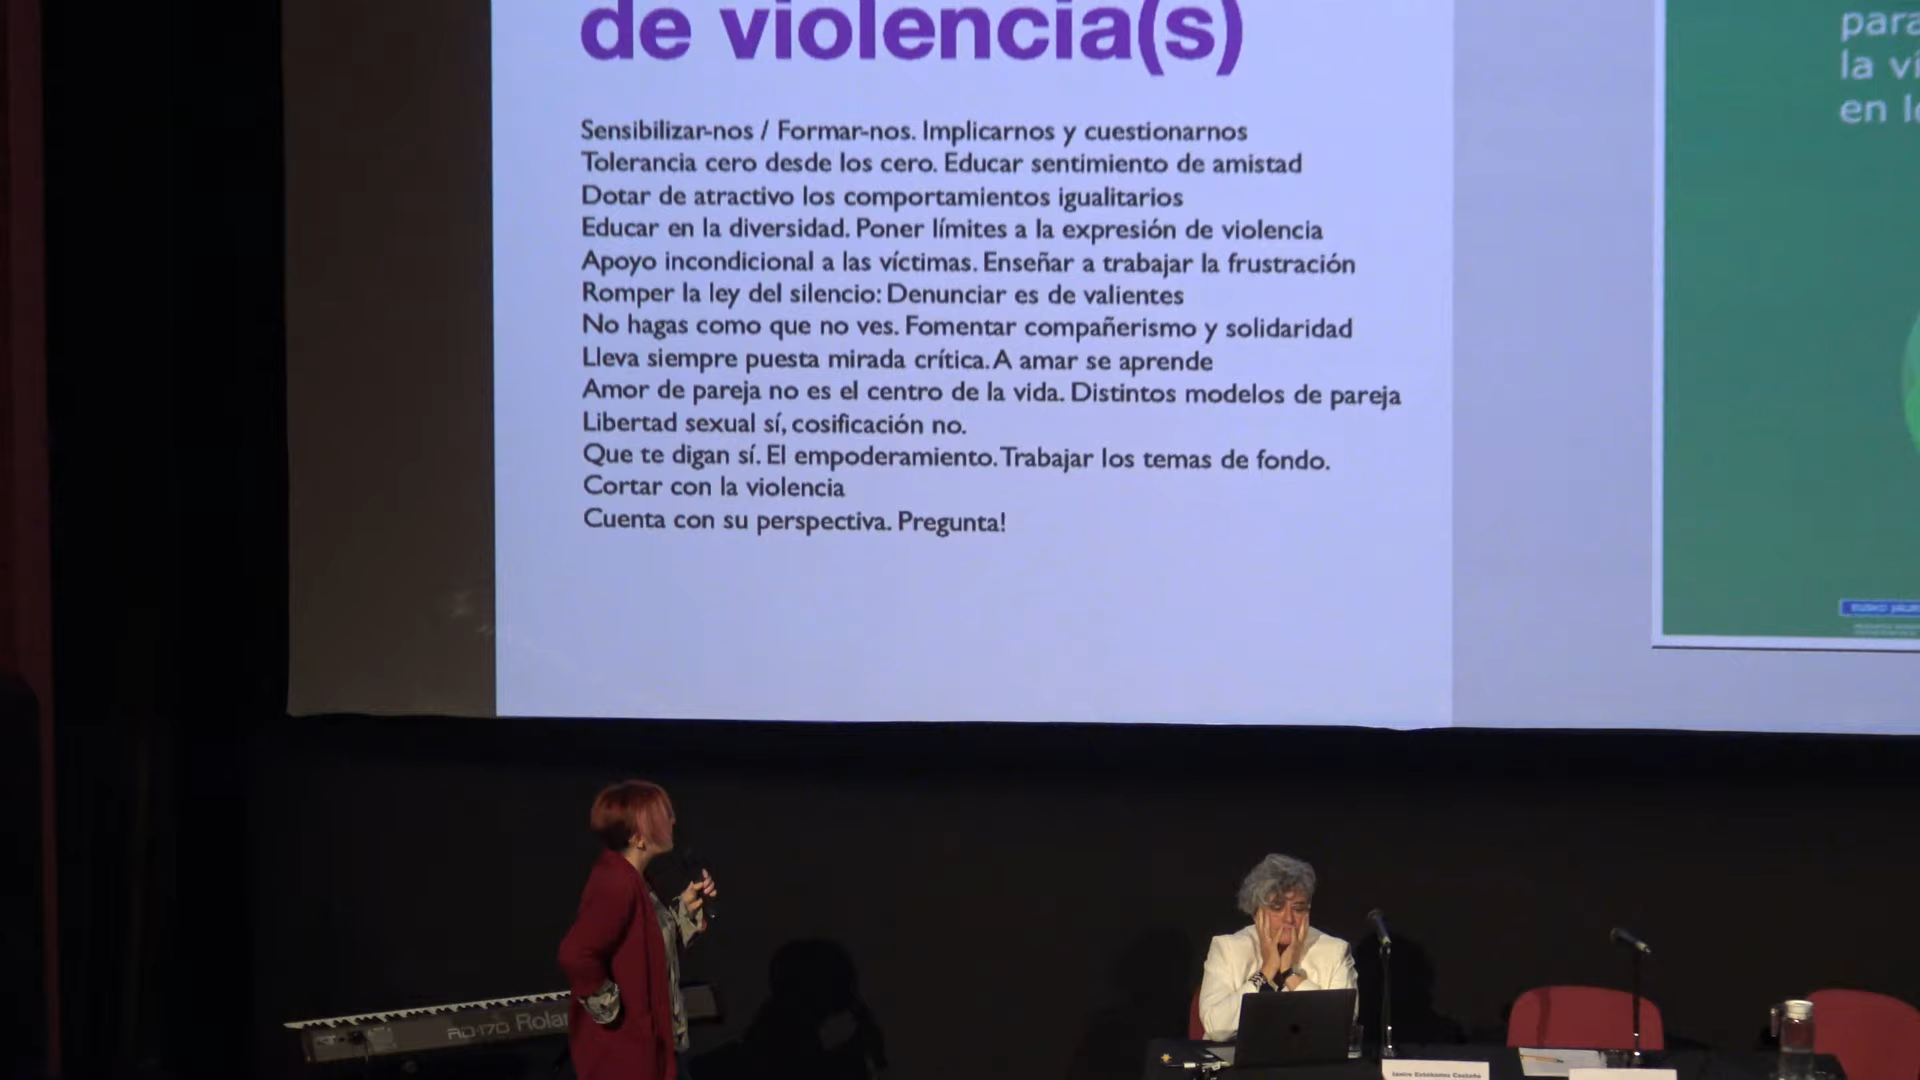 de violencia(s)
Sensibilizar-nos / Formar-nos. Implicarnos y cuestionarnos
Tolerancia cero desde los cero. Educar sentimiento de amistad
Dotar de atractivo los comportamientos igualitarios
Educar en la diversidad. Poner límites a la expresión de violencia
Apoyo incondicional a las víctimas. Enseñar a trabajar la frustración
Romper la ley del silencio: Denunciar es de valientes
No hagas como que no ves. Fomentar compañerismo y solidaridad
Lleva siempre puesta mirada crítica. A amar se aprende
Amor de pareja no es el centro de la vida. Distintos modelos de pareja
Libertad sexual sí, cosificación no.
Que te digan sí. El empoderamiento. Trabajar los temas de fondo.
Cortar con la violencia
Cuenta con su perspectiva. Pregunta!
para
la vi
en l
RD-170 Rola